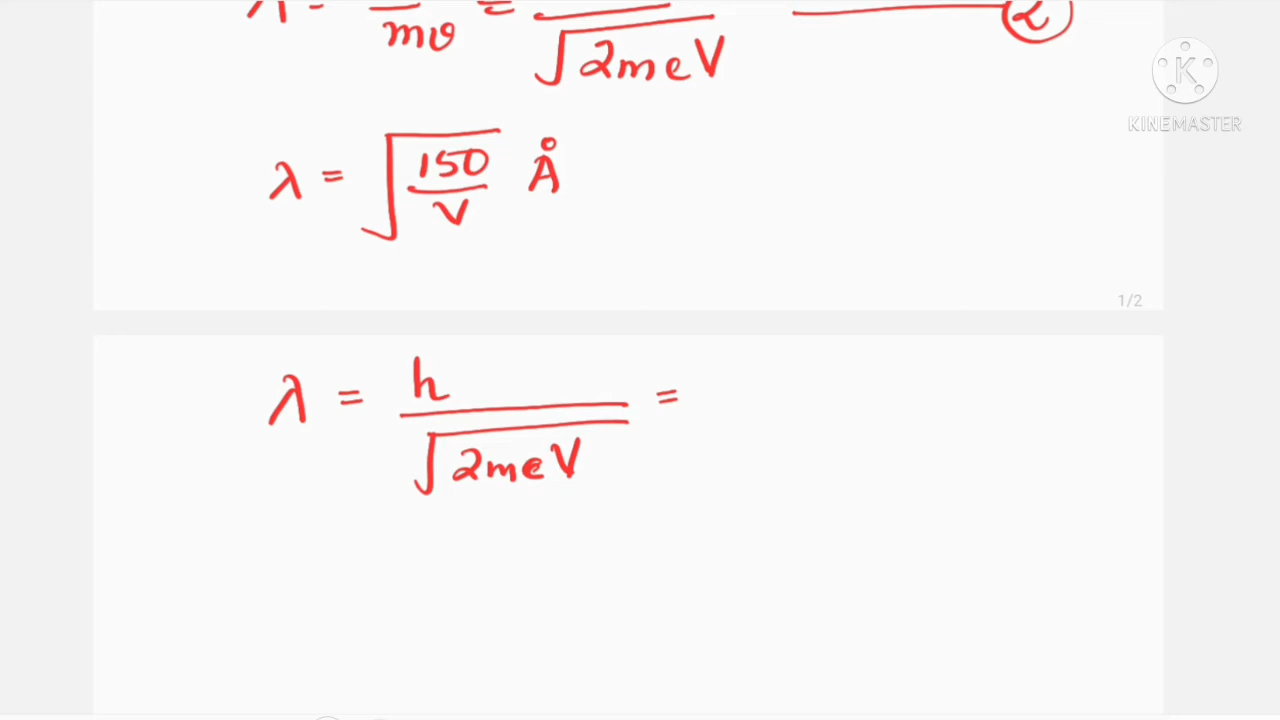 λ = / mv = / √2meV ②
K
KINEMASTER
λ = √150/V Å
1/2
λ = h/√2meV =